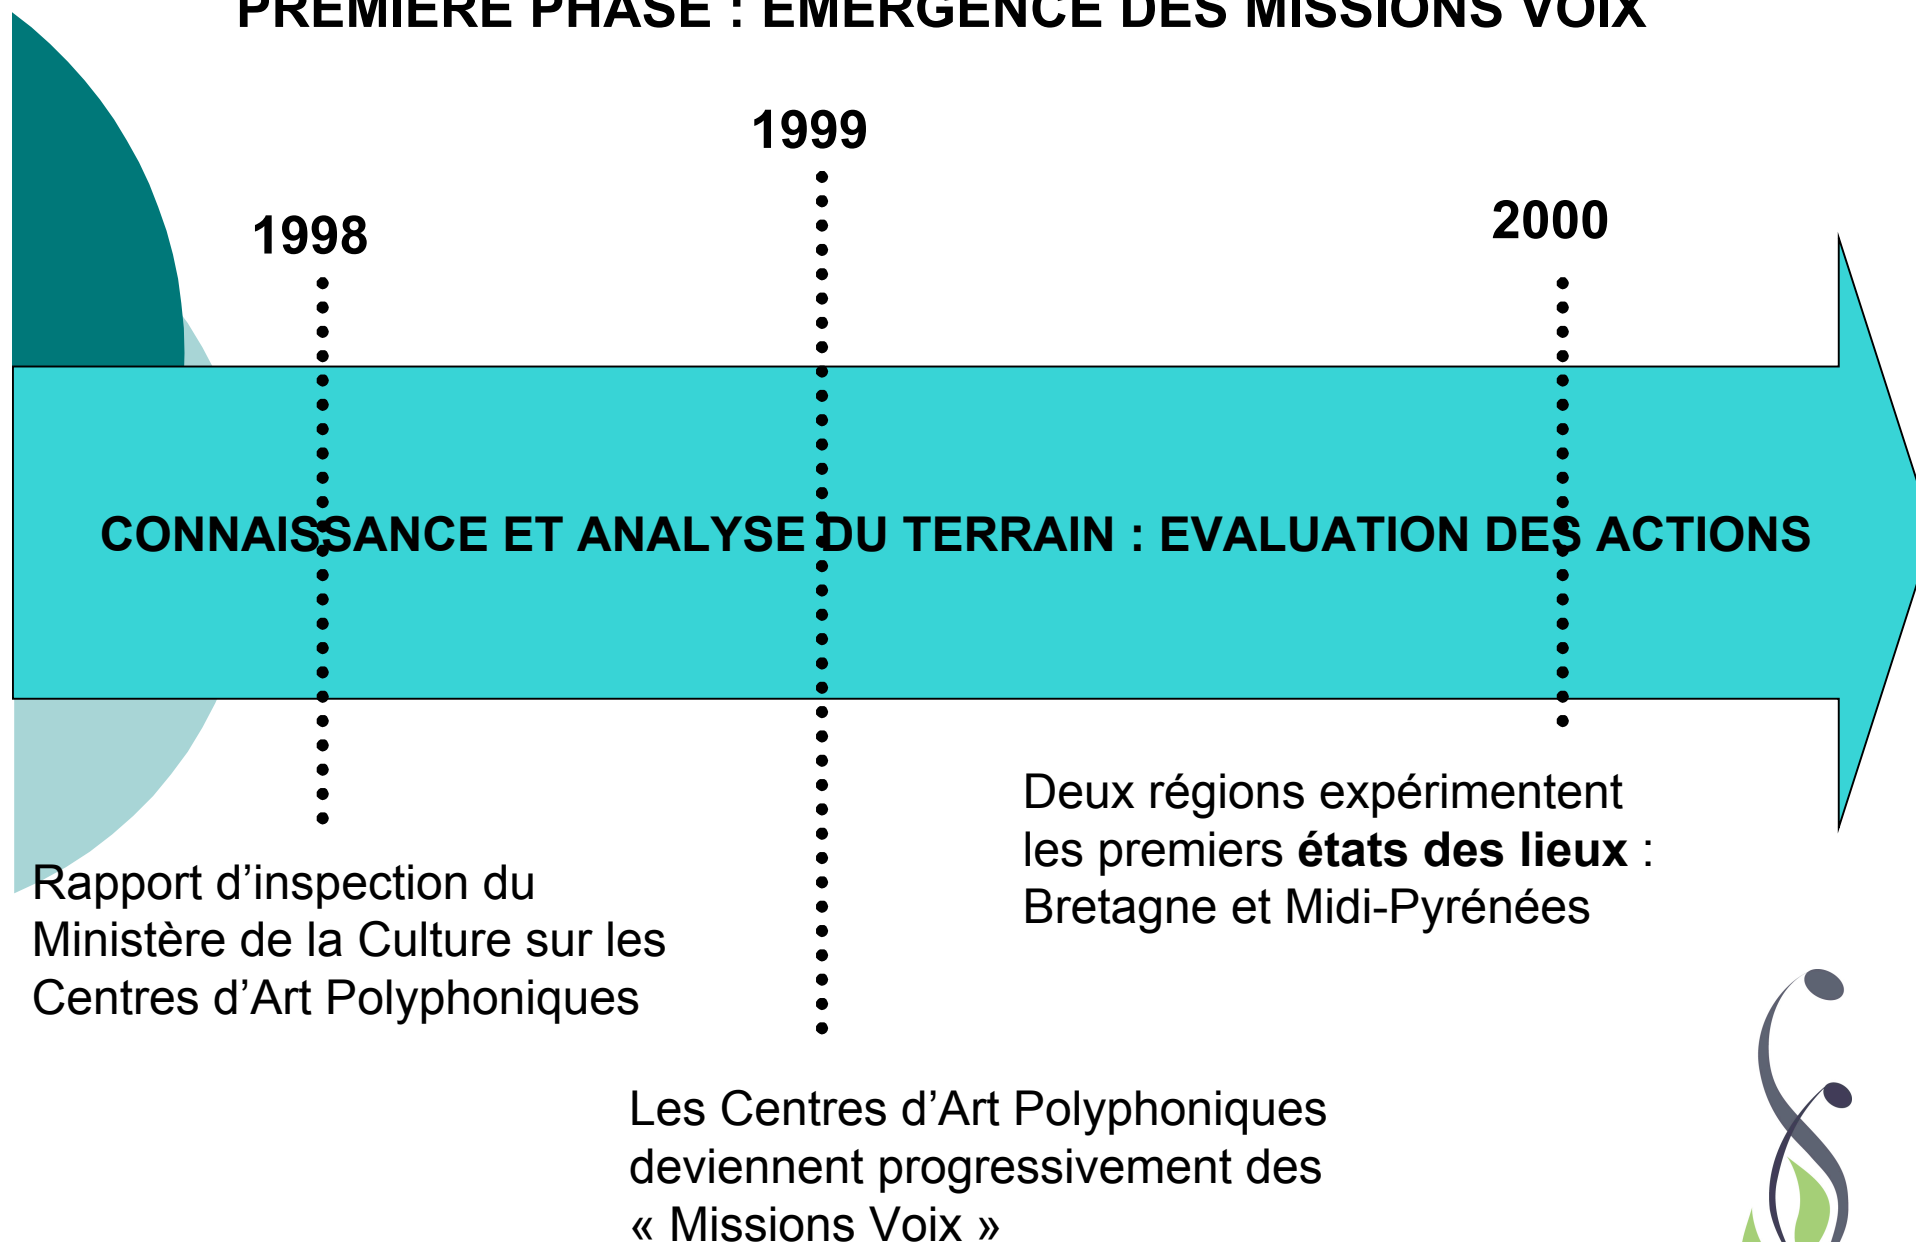 PREMIERE PHASE : EMERGENCE DES MISSIONS VOIX
1998
1999
2000
CONNAISSANCE ET ANALYSE DU TERRAIN : EVALUATION DES ACTIONS
Rapport d’inspection du
Ministère de la Culture sur les
Centres d’Art Polyphoniques
Les Centres d’Art Polyphoniques
deviennent progressivement des
« Missions Voix »
Deux régions expérimentent
les premiers états des lieux :
Bretagne et Midi-Pyrénées